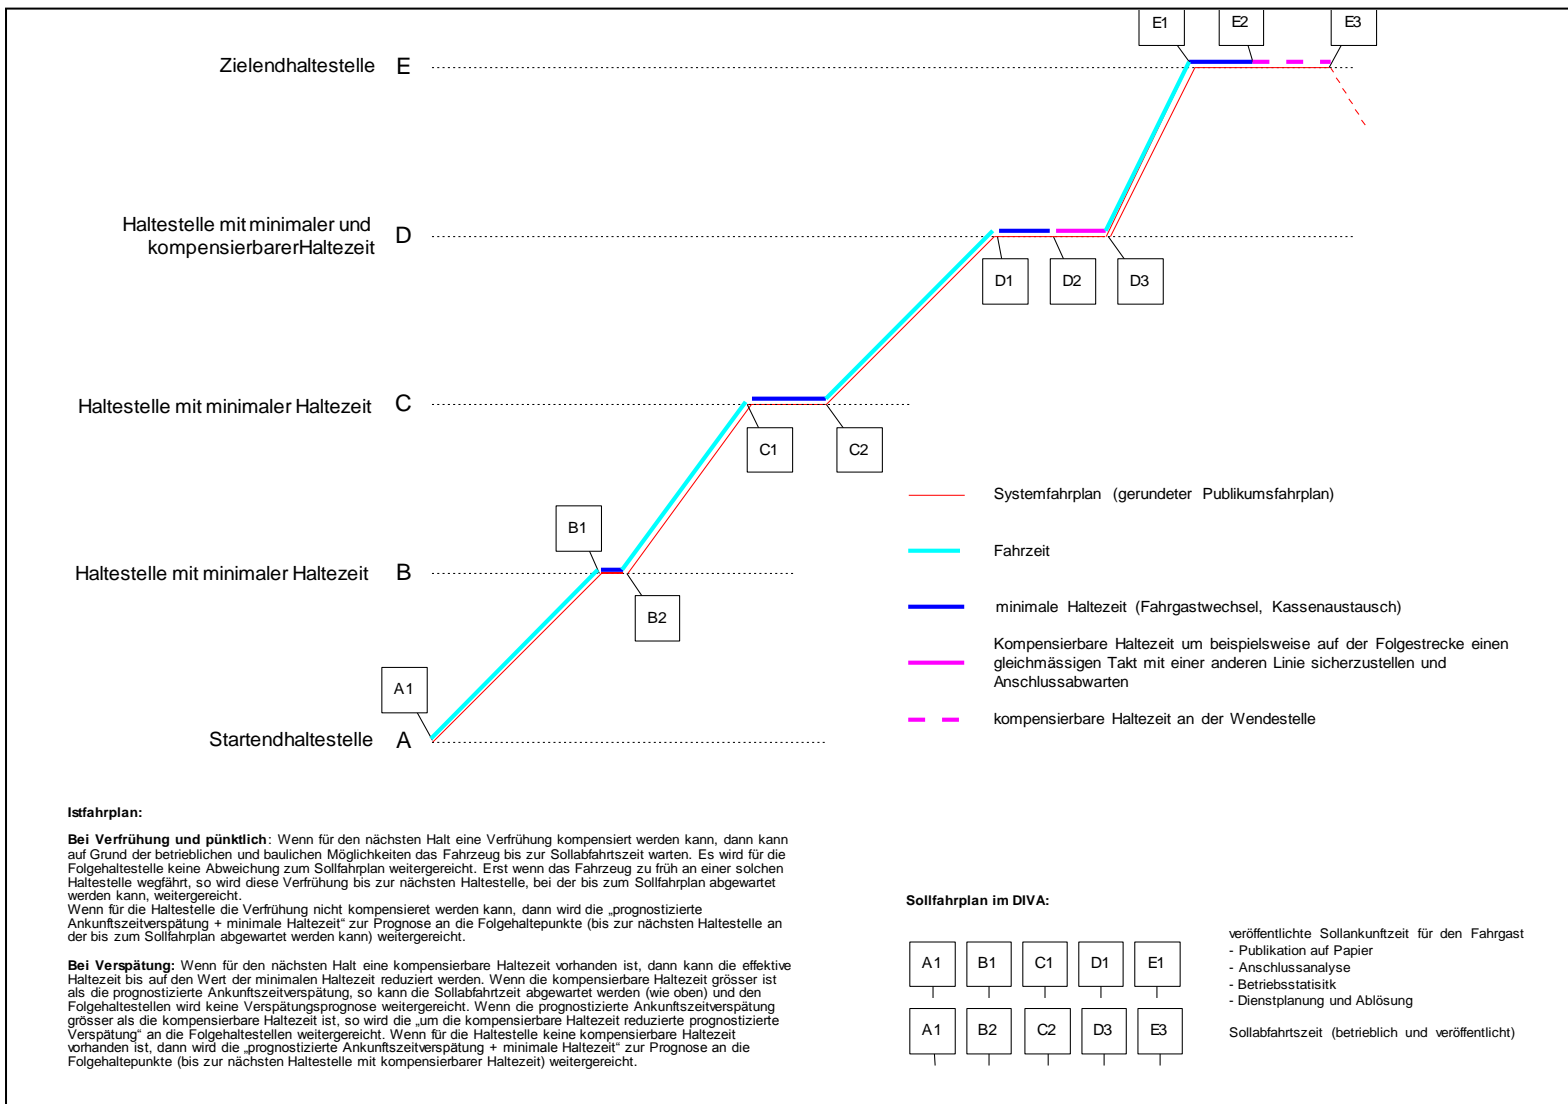 E1 E2 E3
Zielendhaltestelle E
Haltestelle mit minimaler und
kompensierbarer Haltezeit D
D1 D2 D3
Haltestelle mit minimaler Haltezeit C
C1 C2
Systemfahrplan (gerundeter Publikumsfahrplan)
B1
Fahrzeit
Haltestelle mit minimaler Haltezeit B
B2
minimale Haltezeit (Fahrgastwechsel, Kassenaustausch)
Kompensierbare Haltezeit um beispielsweise auf der Folgestrecke einen
gleichmässigen Takt mit einer anderen Linie sicherzustellen und
Anschlussabwarten
A1
kompensierbare Haltezeit an der Wendestelle
Startendhaltestelle A
Istfahrplan:
Bei Verfrühung und pünktlich: Wenn für den nächsten Halt eine Verfrühung kompensiert werden kann, dann kann
auf Grund der betrieblichen und baulichen Möglichkeiten das Fahrzeug bis zur Sollabfahrtszeit warten. Es wird für die
Folgehaltestelle keine Abweichung zum Sollfahrplan weitergereicht. Erst wenn das Fahrzeug zu früh an einer solchen
Haltestelle wegfährt, so wird diese Verfrühung bis zur nächsten Haltestelle, bei der bis zum Sollfahrplan abgewartet
werden kann, weitergereicht.
Wenn für die Haltestelle die Verfrühung nicht kompensieret werden kann, dann wird die „prognostizierte
Ankunftszeitverspätung + minimale Haltezeit“ zur Prognose an die Folgehaltepunkte (bis zur nächsten Haltestelle an
der bis zum Sollfahrplan abgewartet werden kann) weitergereicht.
Bei Verspätung: Wenn für den nächsten Halt eine kompensierbare Haltezeit vorhanden ist, dann kann die effektive
Haltezeit bis auf den Wert der minimalen Haltezeit reduziert werden. Wenn die kompensierbare Haltezeit grösser ist
als die prognostizierte Ankunftszeitverspätung, so kann die Sollabfahrtzeit abgewartet werden (wie oben) und den
Folgehaltestellen wird keine Verspätungsprognose weitergereicht. Wenn die prognostizierte Ankunftszeitverspätung
grösser als die kompensierbare Haltezeit ist, so wird die „um die kompensierbare Haltezeit reduzierte prognostizierte
Verspätung“ an die Folgehaltestellen weitergereicht. Wenn für die Haltestelle keine kompensierbare Haltezeit
vorhanden ist, dann wird die „prognostizierte Ankunftszeitverspätung + minimale Haltezeit“ zur Prognose an die
Folgehaltepunkte (bis zur nächsten Haltestelle mit kompensierbarer Haltezeit) weitergereicht.
Sollfahrplan im DIVA:
A1 B1 C1 D1 E1
veröffentlichte Sollankunftzeit für den Fahrgast
- Publikation auf Papier
- Anschlussanalyse
- Betriebsstatisitk
- Dienstplanung und Ablösung
A1 B2 C2 D3 E3
Sollabfahrtszeit (betrieblich und veröffentlicht)